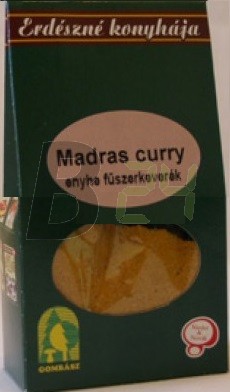 Erdészné konyhája
Madras curry
enyhe fűszerkeverék
GOMBÁSZ